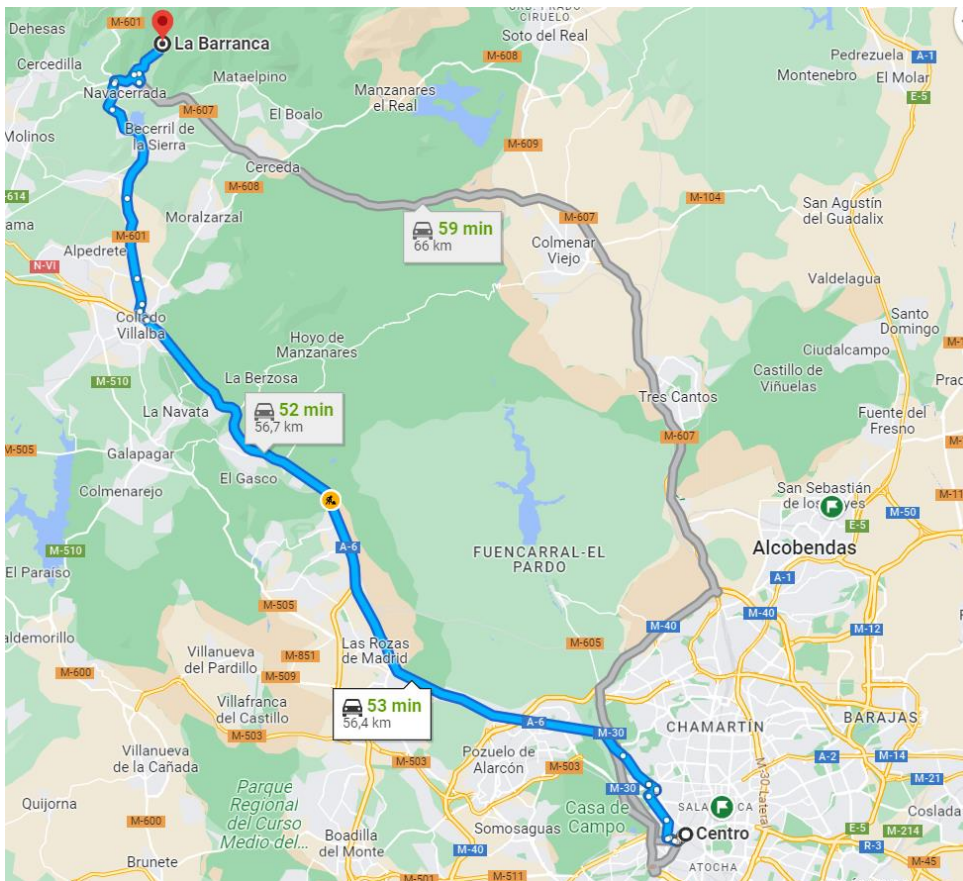 Dehesas
M-601
La Barranca
CIRUELO
Soto del Real
Pedrezuela
A-1
Montenegro
El Molar
E-5
Cercedilla
Mataelpino
M-608
Navacerrada
Manzanares
el Real
M-607
El Boalo
Molinos
Becerril de
la Sierra
M-609
Cerceda
M-608
M-104
San Agustín
del Guadalix
M-607
Moralzarzal
59 min
66 km
Colmenar
Viejo
M-601
Alpedrete
N-VI
Valdelagua
Collado
Villalba
Santo
Domingo
Hoyo de
Manzanares
Ciudalcampo
Castillo de
Viñuelas
M-510
La Berzosa
Tres Cantos
La Navata
52 min
56,7 km
Fuente del
Fresno
M-607
M-505
Galapagar
El Gasco
Colmenarejo
San Sebastián
de los Reyes
M-50
E-5
Alcobendas
A-6
M-510
FUENCARRAL-EL
PARDO
El Paraíso
A-1
M-40
M-505
M-40
M-12
M-605
Las Rozas
de Madrid
Villanueva
del Pardillo
M-851
M-600
M-509
53 min
56,4 km
Villafranca
del Castillo
M-503
A-6
M-30
CHAMARTÍN
BARAJAS
Villanueva
de la Cañada
Pozuelo de
Alarcón
M-503
M-503
A-2
M-14
M-30
M-30-Lateral
M-21
Parque
Regional
del Curso
Medio del...
Quijorna
Casa de
Campo
Coslada
M-600
Somosaguas
Centro
E-5
M-214
Boadilla
del Monte
R-3
Brunete
M-40
ATOCHA
M-45
M-501
M-511